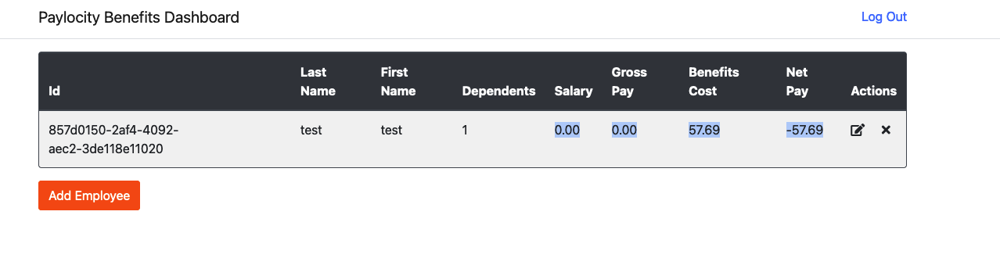 Paylocity Benefits Dashboard
Log Out
Id
Last Name
First Name
Dependents
Salary
Gross Pay
Benefits Cost
Net Pay
Actions
857d0150-2af4-4092-
aec2-3de118e11020
test
test
1
0.00
0.00
57.69
-57.69
Add Employee